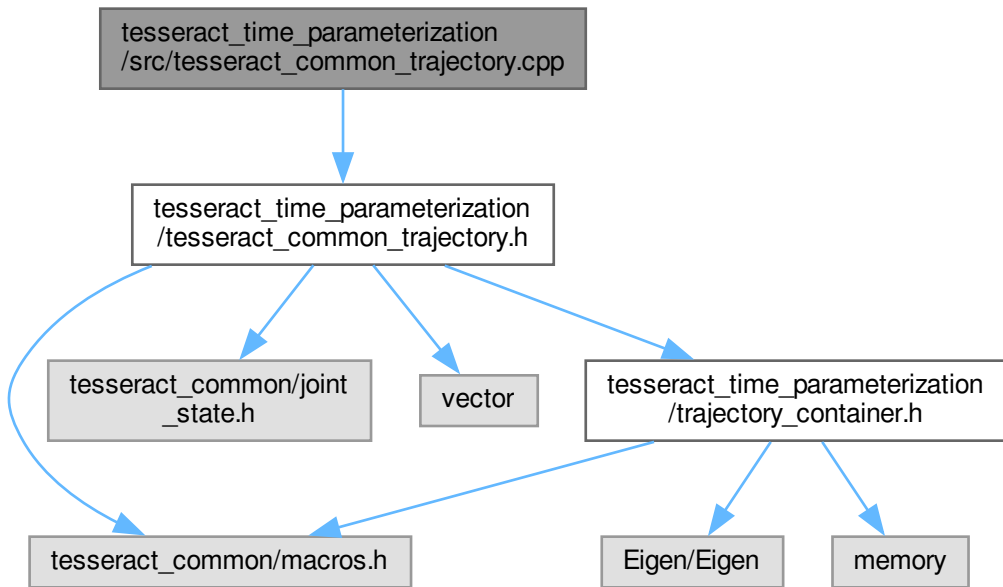 tesseract_time_parameterization
/src/tesseract_common_trajectory.cpp
tesseract_time_parameterization
/tesseract_common_trajectory.h
tesseract_common/joint
_state.h
vector
tesseract_time_parameterization
/trajectory_container.h
tesseract_common/macros.h
Eigen/Eigen
memory